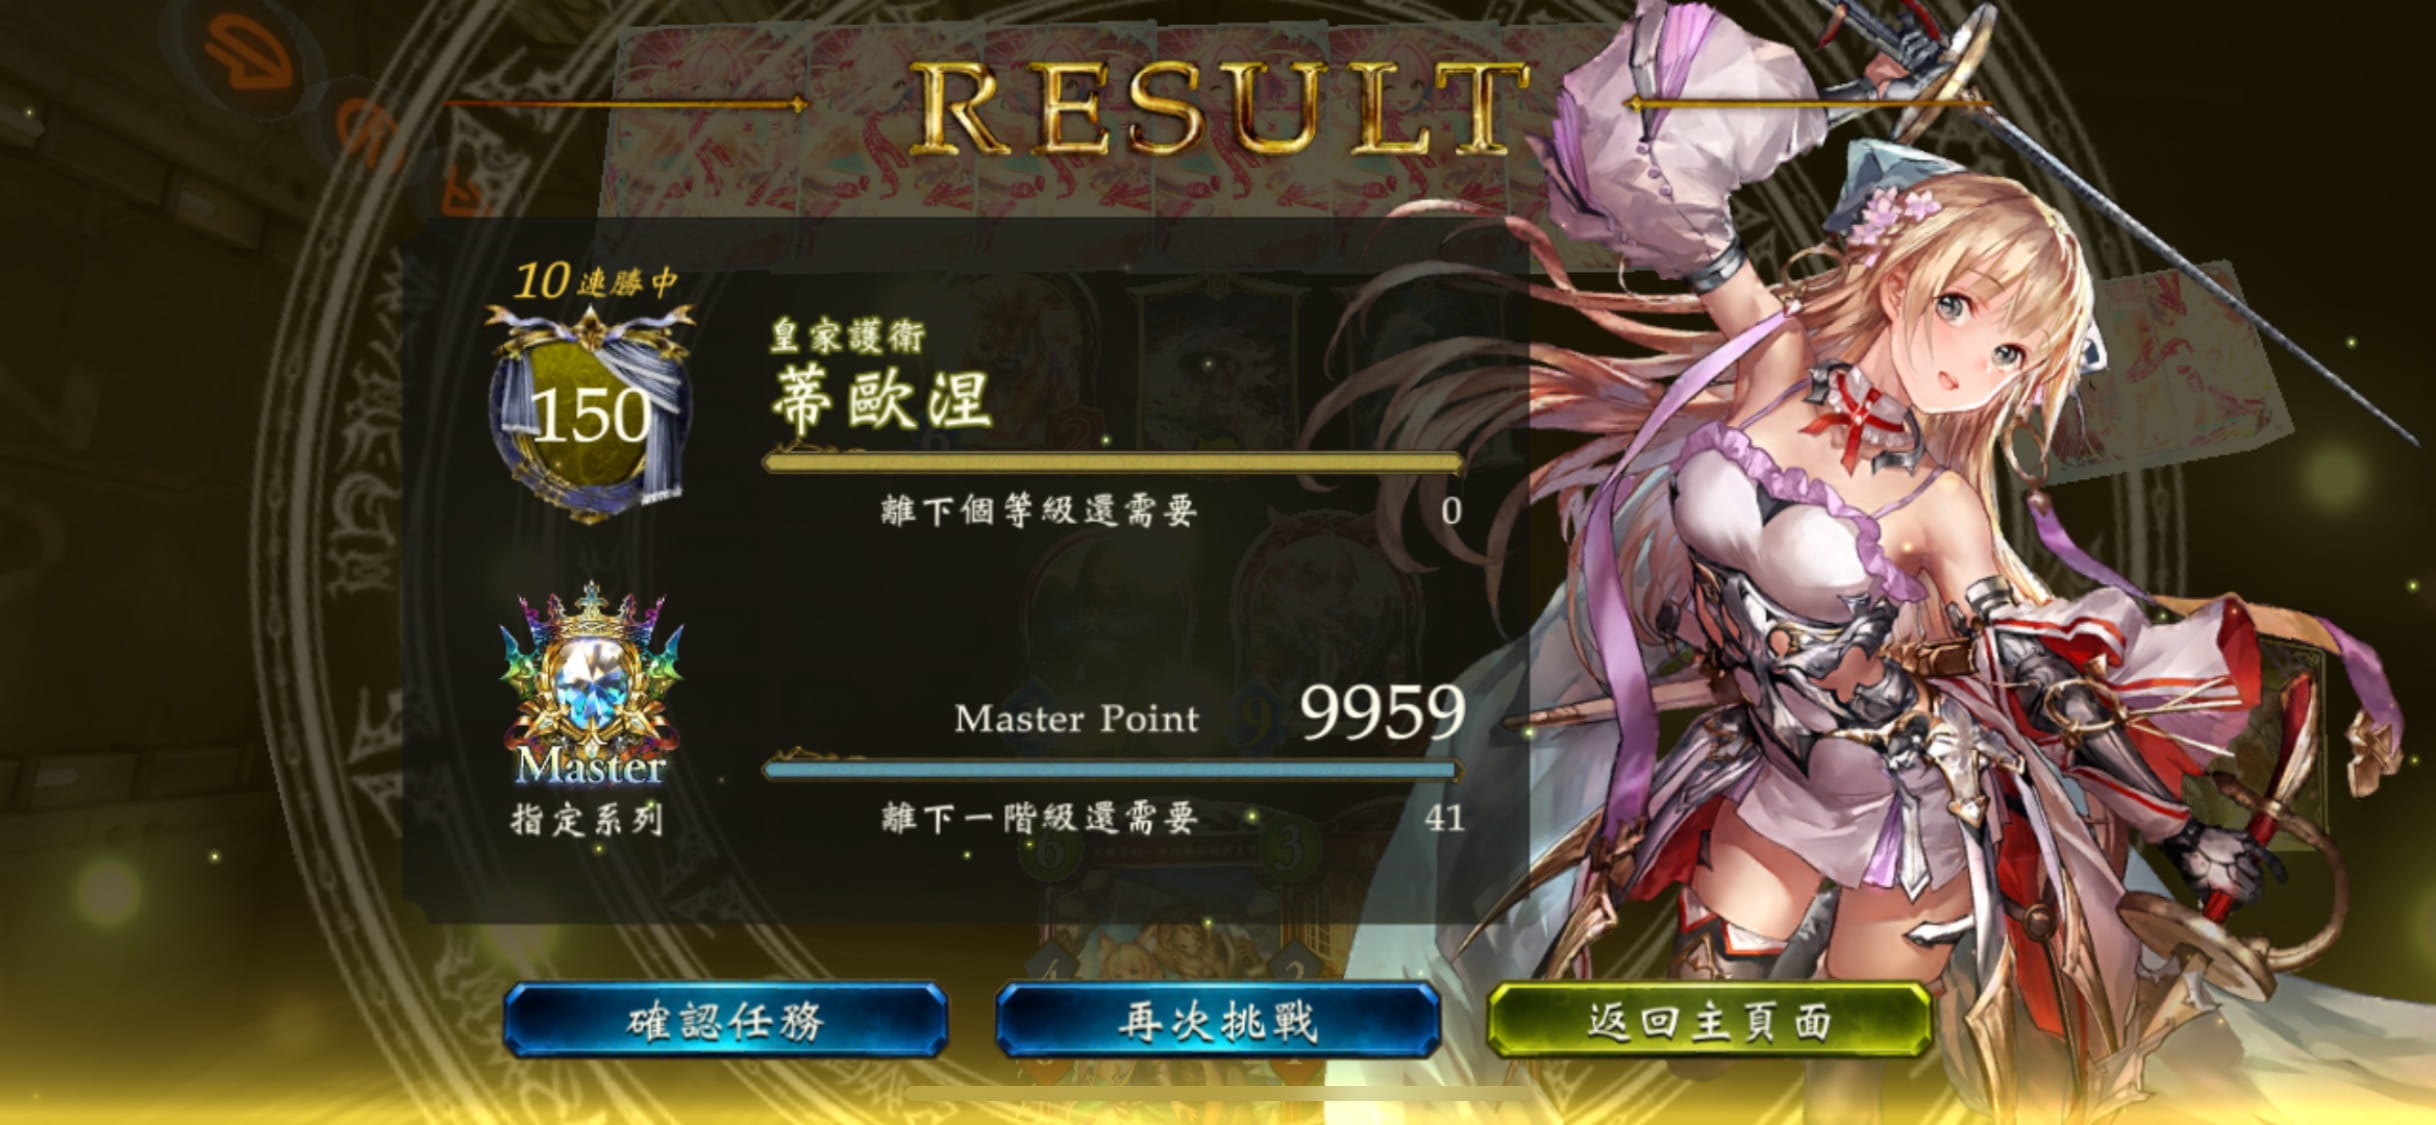 RESULT
10連勝中
150
皇家護衛
蒂歐涅
離下個等級還需要 0
Master
指定系列
Master Point 9959
離下一階級還需要 41
6 3
確認任務
再次挑戰
返回主頁面